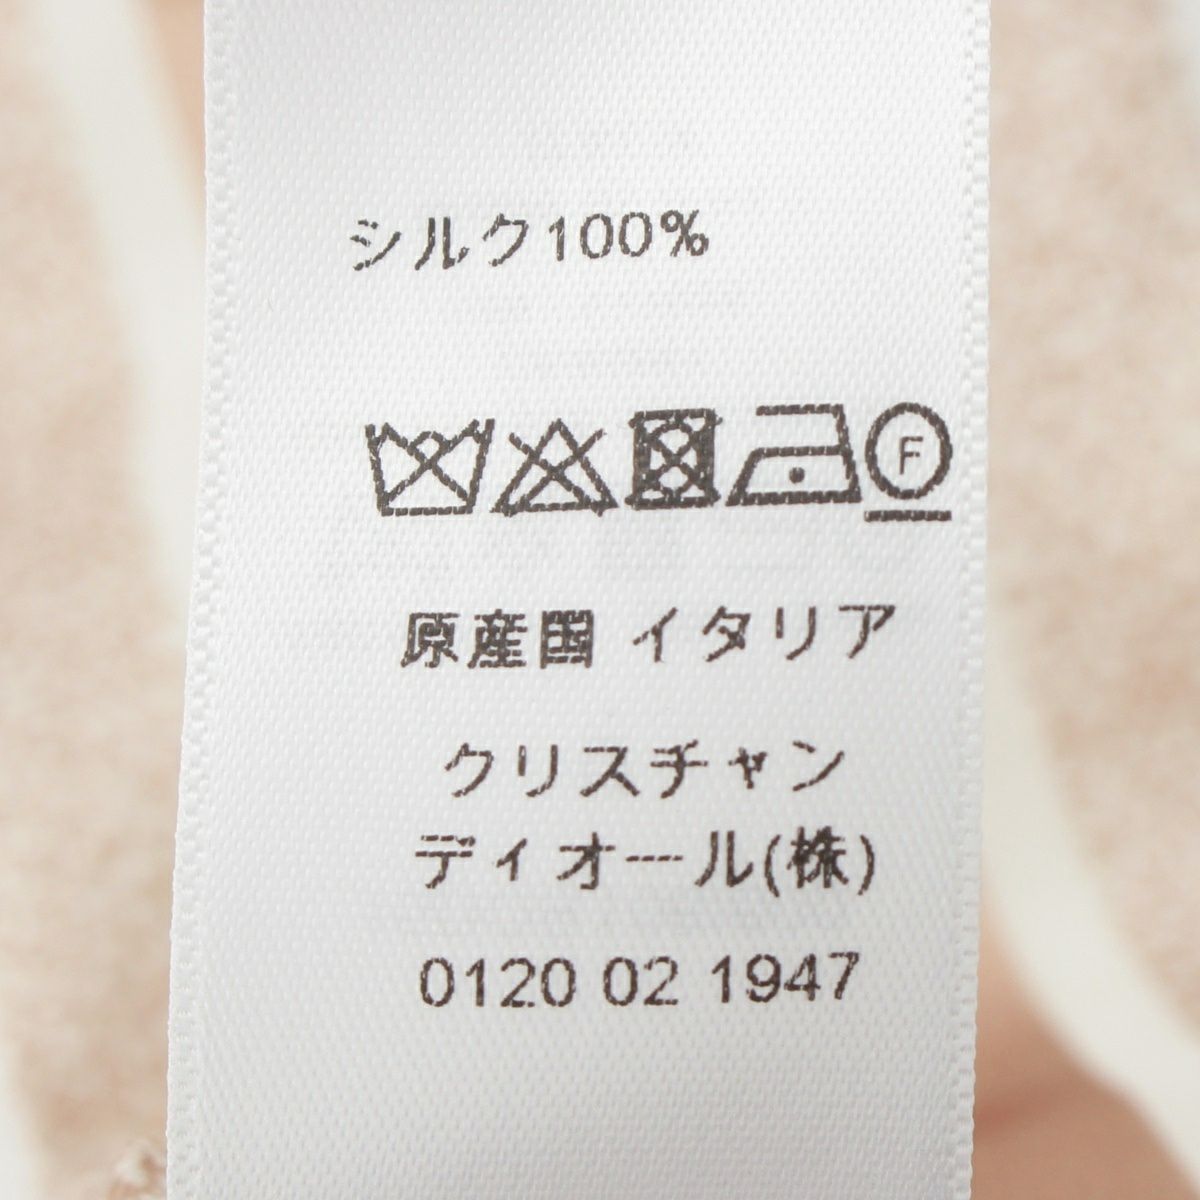 シルク100%
F
原産国 イタリア
クリスチャン
ディオール(株)
0120 02 1947